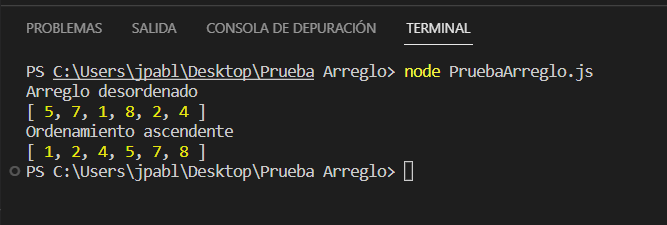 PROBLEMAS SALIDA CONSOLA DE DEPURACIÓN TERMINAL
PS C:\Users\jpabl\Desktop\Prueba Arreglo> node PruebaArreglo.js
Arreglo desordenado
[ 5, 7, 1, 8, 2, 4 ]
Ordenamiento ascendente
[ 1, 2, 4, 5, 7, 8 ]
PS C:\Users\jpabl\Desktop\Prueba Arreglo>